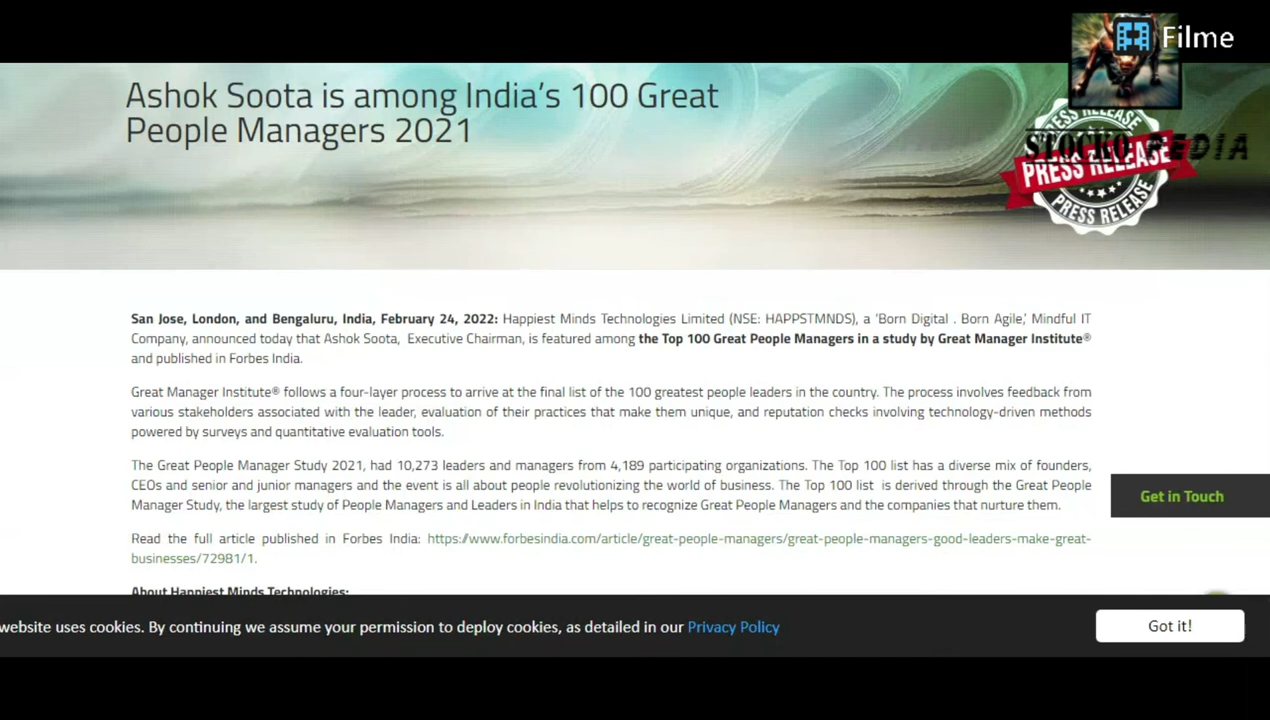 Filme
Ashok Soota is among India's 100 Great
People Managers 2021
PRESS RELEASE
STOCKO PEDIA
PRESS RELEASE
PRESS RELEASE
San Jose, London, and Bengaluru, India, February 24, 2022: Happiest Minds Technologies Limited (NSE: HAPPSTMNDS), a 'Born Digital . Born Agile,' Mindful IT
Company, announced today that Ashok Soota, Executive Chairman, is featured among the Top 100 Great People Managers in a study by Great Manager Institute®
and published in Forbes India.
Great Manager Institute® follows a four-layer process to arrive at the final list of the 100 greatest people leaders in the country. The process involves feedback from
various stakeholders associated with the leader, evaluation of their practices that make them unique, and reputation checks involving technology-driven methods
powered by surveys and quantitative evaluation tools.
The Great People Manager Study 2021, had 10,273 leaders and managers from 4,189 participating organizations. The Top 100 list has a diverse mix of founders,
CEOs and senior and junior managers and the event is all about people revolutionizing the world of business. The Top 100 list is derived through the Great People
Manager Study, the largest study of People Managers and Leaders in India that helps to recognize Great People Managers and the companies that nurture them.
Get in Touch
Read the full article published in Forbes India: https://www.forbesindia.com/article/great-people-managers/great-people-managers-good-leaders-make-great-
businesses/72981/1.
About Happiest Minds Technologies:
website uses cookies. By continuing we assume your permission to deploy cookies, as detailed in our Privacy Policy
Got it!